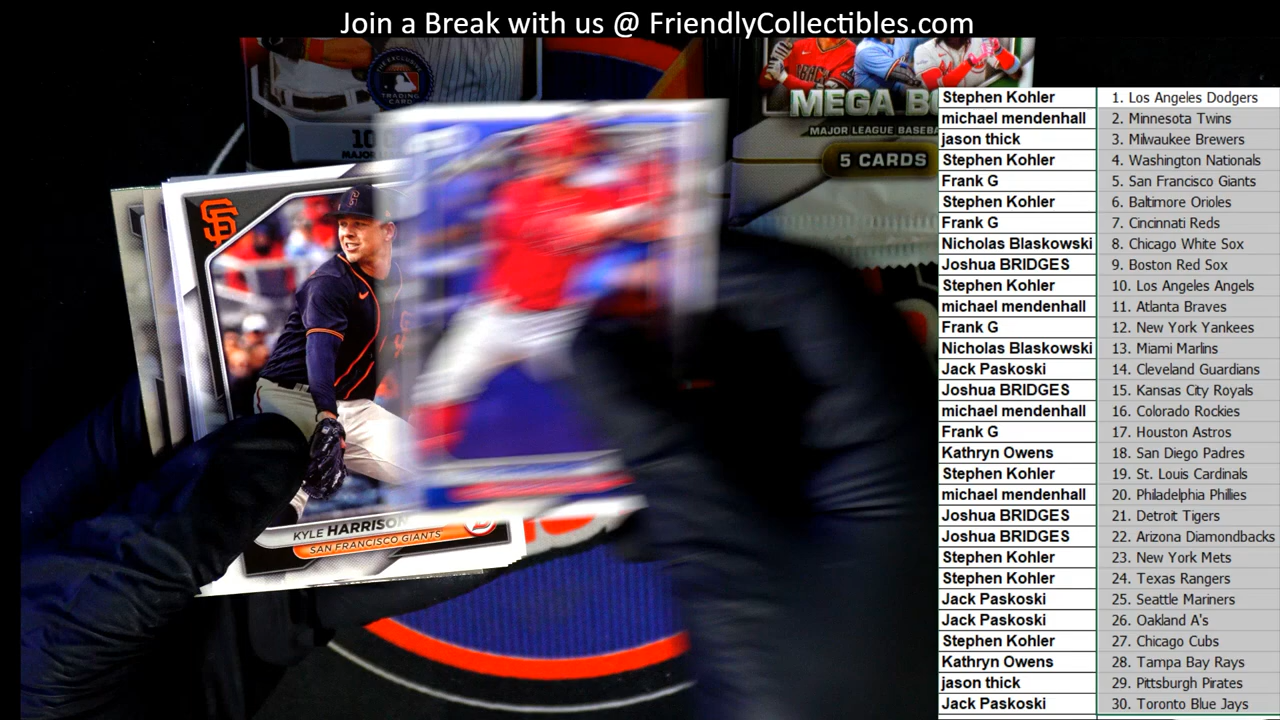 Join a Break with us @ FriendlyCollectibles.com
MEGA B
MAJOR LEAGUE BASEBA
5 CARDS
THE EXCLUSIVE
TRADING
CARD
10
MAJOR
SF
KYLE HARRISON
SAN FRANCISCO GIANTS
B
Stephen Kohler 1. Los Angeles Dodgers
michael mendenhall 2. Minnesota Twins
jason thick 3. Milwaukee Brewers
Stephen Kohler 4. Washington Nationals
Frank G 5. San Francisco Giants
Stephen Kohler 6. Baltimore Orioles
Frank G 7. Cincinnati Reds
Nicholas Blaskowski 8. Chicago White Sox
Joshua BRIDGES 9. Boston Red Sox
Stephen Kohler 10. Los Angeles Angels
michael mendenhall 11. Atlanta Braves
Frank G 12. New York Yankees
Nicholas Blaskowski 13. Miami Marlins
Jack Paskoski 14. Cleveland Guardians
Joshua BRIDGES 15. Kansas City Royals
michael mendenhall 16. Colorado Rockies
Frank G 17. Houston Astros
Kathryn Owens 18. San Diego Padres
Stephen Kohler 19. St. Louis Cardinals
michael mendenhall 20. Philadelphia Phillies
Joshua BRIDGES 21. Detroit Tigers
Joshua BRIDGES 22. Arizona Diamondbacks
Stephen Kohler 23. New York Mets
Stephen Kohler 24. Texas Rangers
Jack Paskoski 25. Seattle Mariners
Jack Paskoski 26. Oakland A's
Stephen Kohler 27. Chicago Cubs
Kathryn Owens 28. Tampa Bay Rays
jason thick 29. Pittsburgh Pirates
Jack Paskoski 30. Toronto Blue Jays